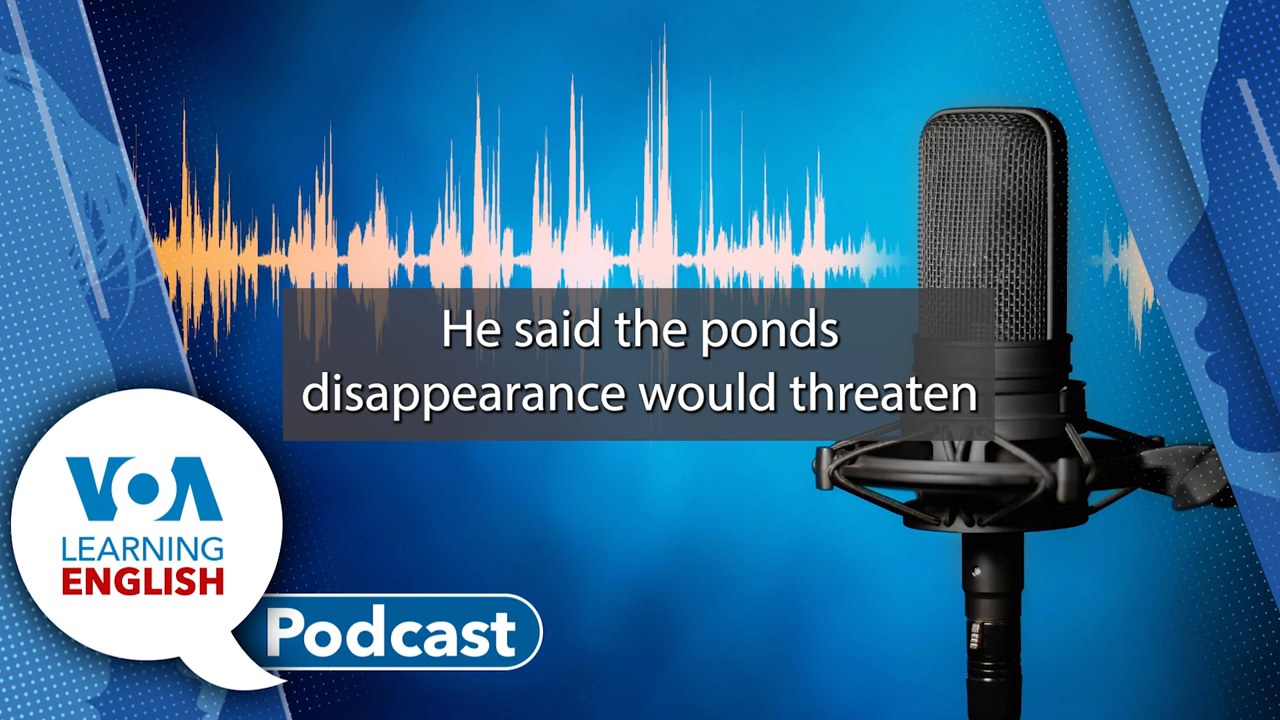 He said the ponds
disappearance would threaten
VOA
LEARNING
ENGLISH
Podcast